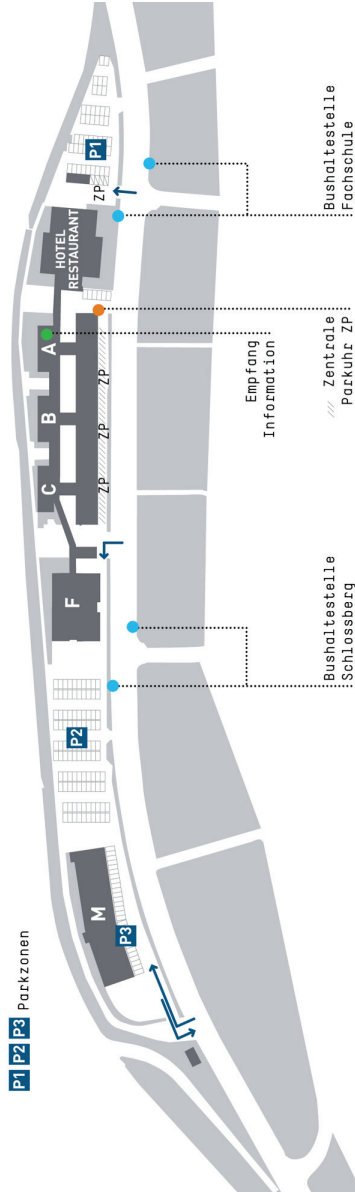 P1 P2 P3 Parkzonen
M
P3
P2
F
C
B
A
HOTEL
RESTAURANT
P1
ZP
ZP
ZP
ZP
Bushaltestelle
Schlossberg
Empfang
Information
Zentrale
Parkuhr ZP
Bushaltestelle
Fachschule